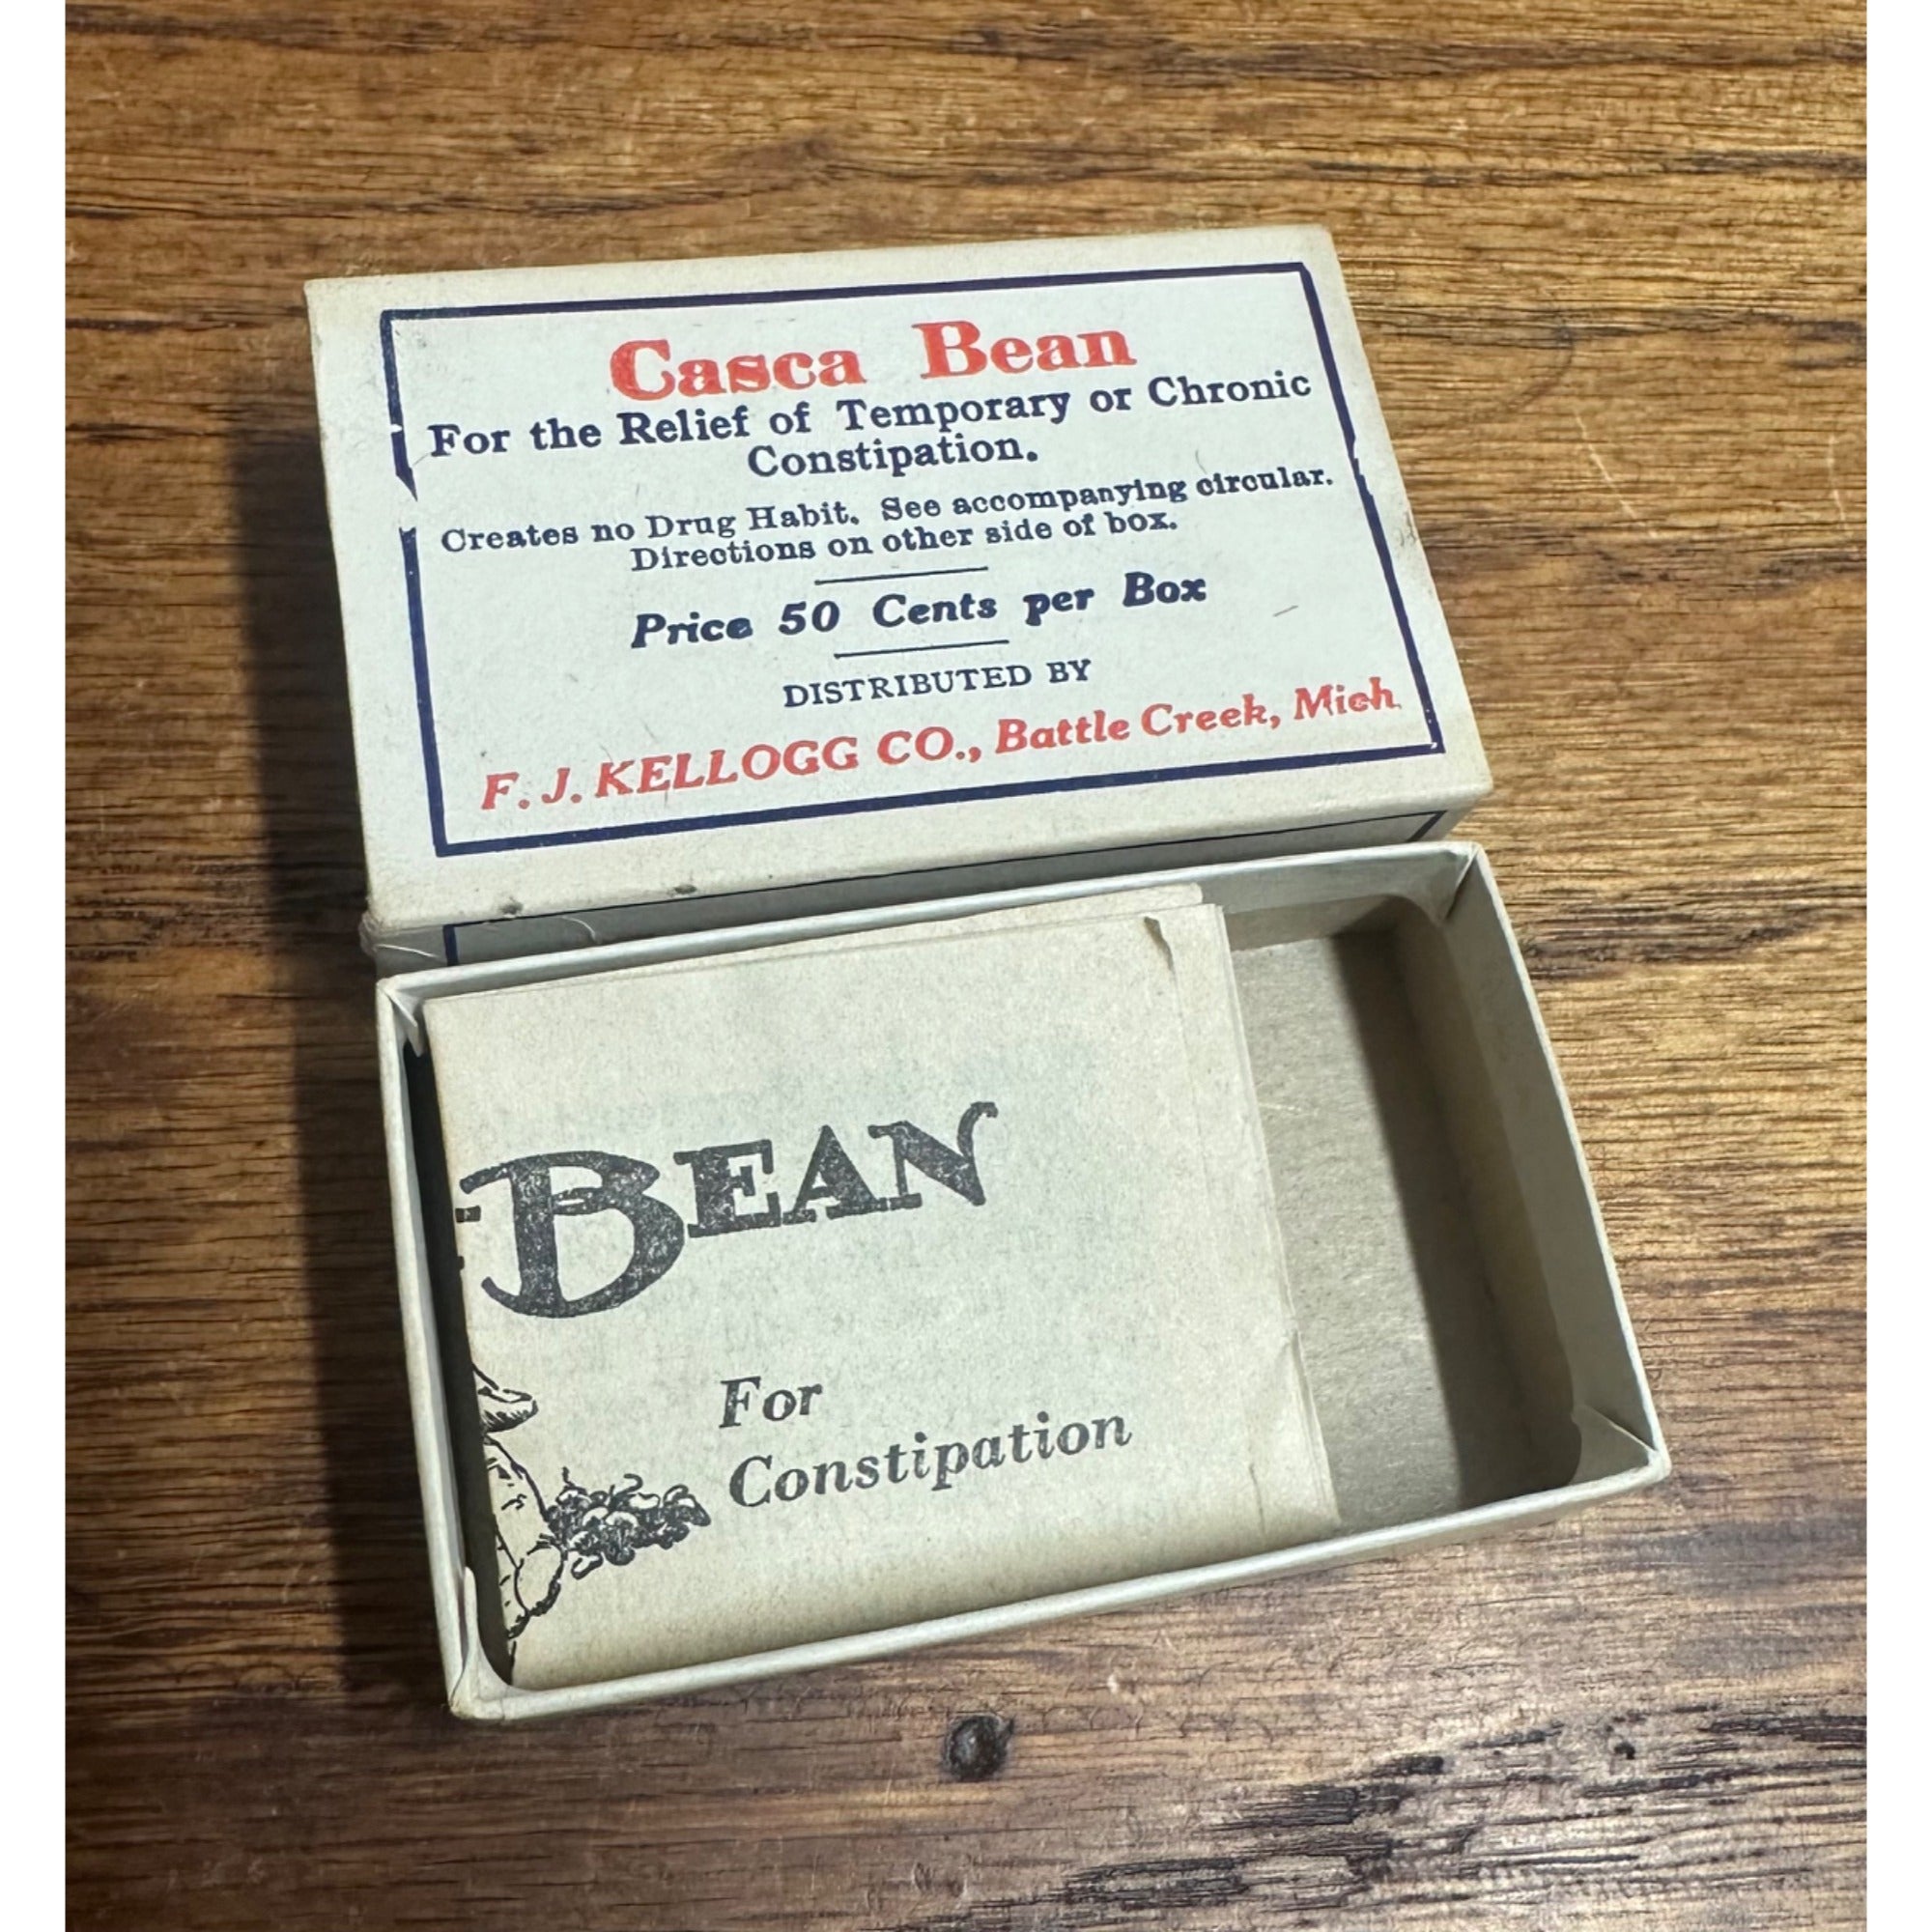 Casca Bean
For the Relief of Temporary or Chronic
Constipation.
Creates no Drug Habit. See accompanying circular.
Directions on other side of box.
Price 50 Cents per Box
DISTRIBUTED BY
F. J. KELLOGG CO., Battle Creek, Mich.
BEAN
For
Constipation